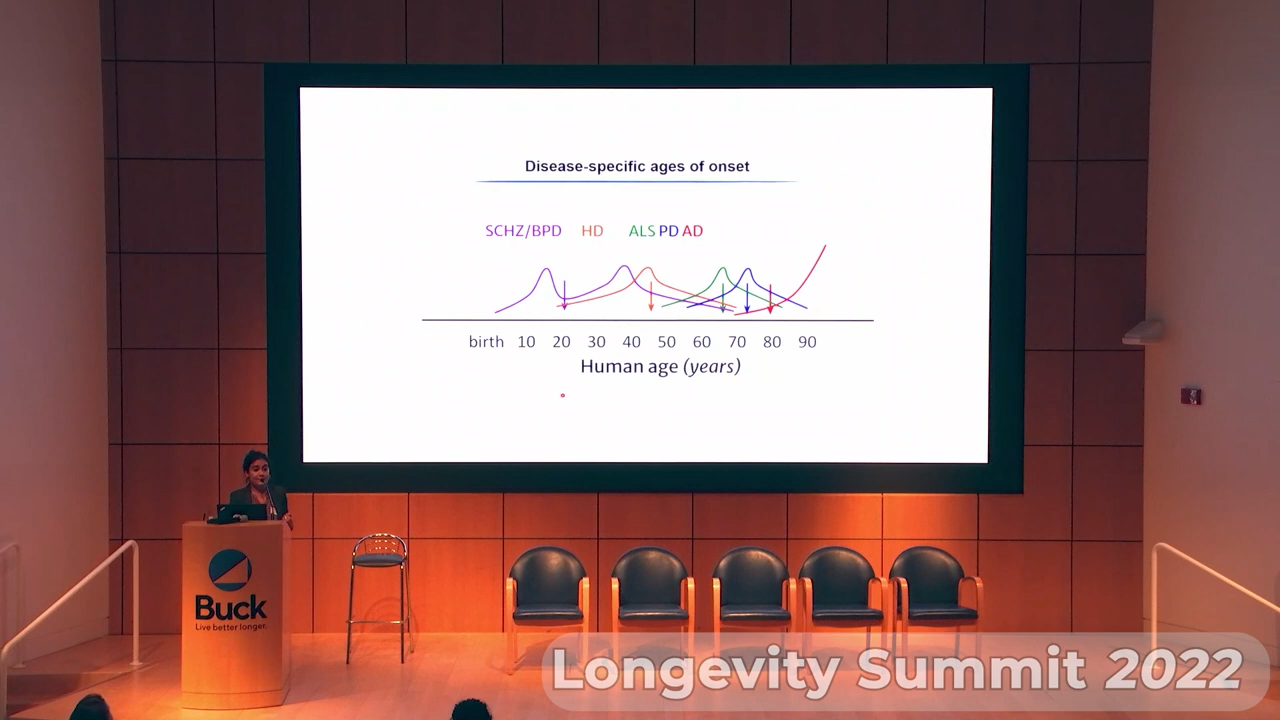 Disease-specific ages of onset
SCHZ/BPD HD ALS PD AD
birth 10 20 30 40 50 60 70 80 90
Human age (years)
Buck
Live better longer.
Longevity Summit 2022